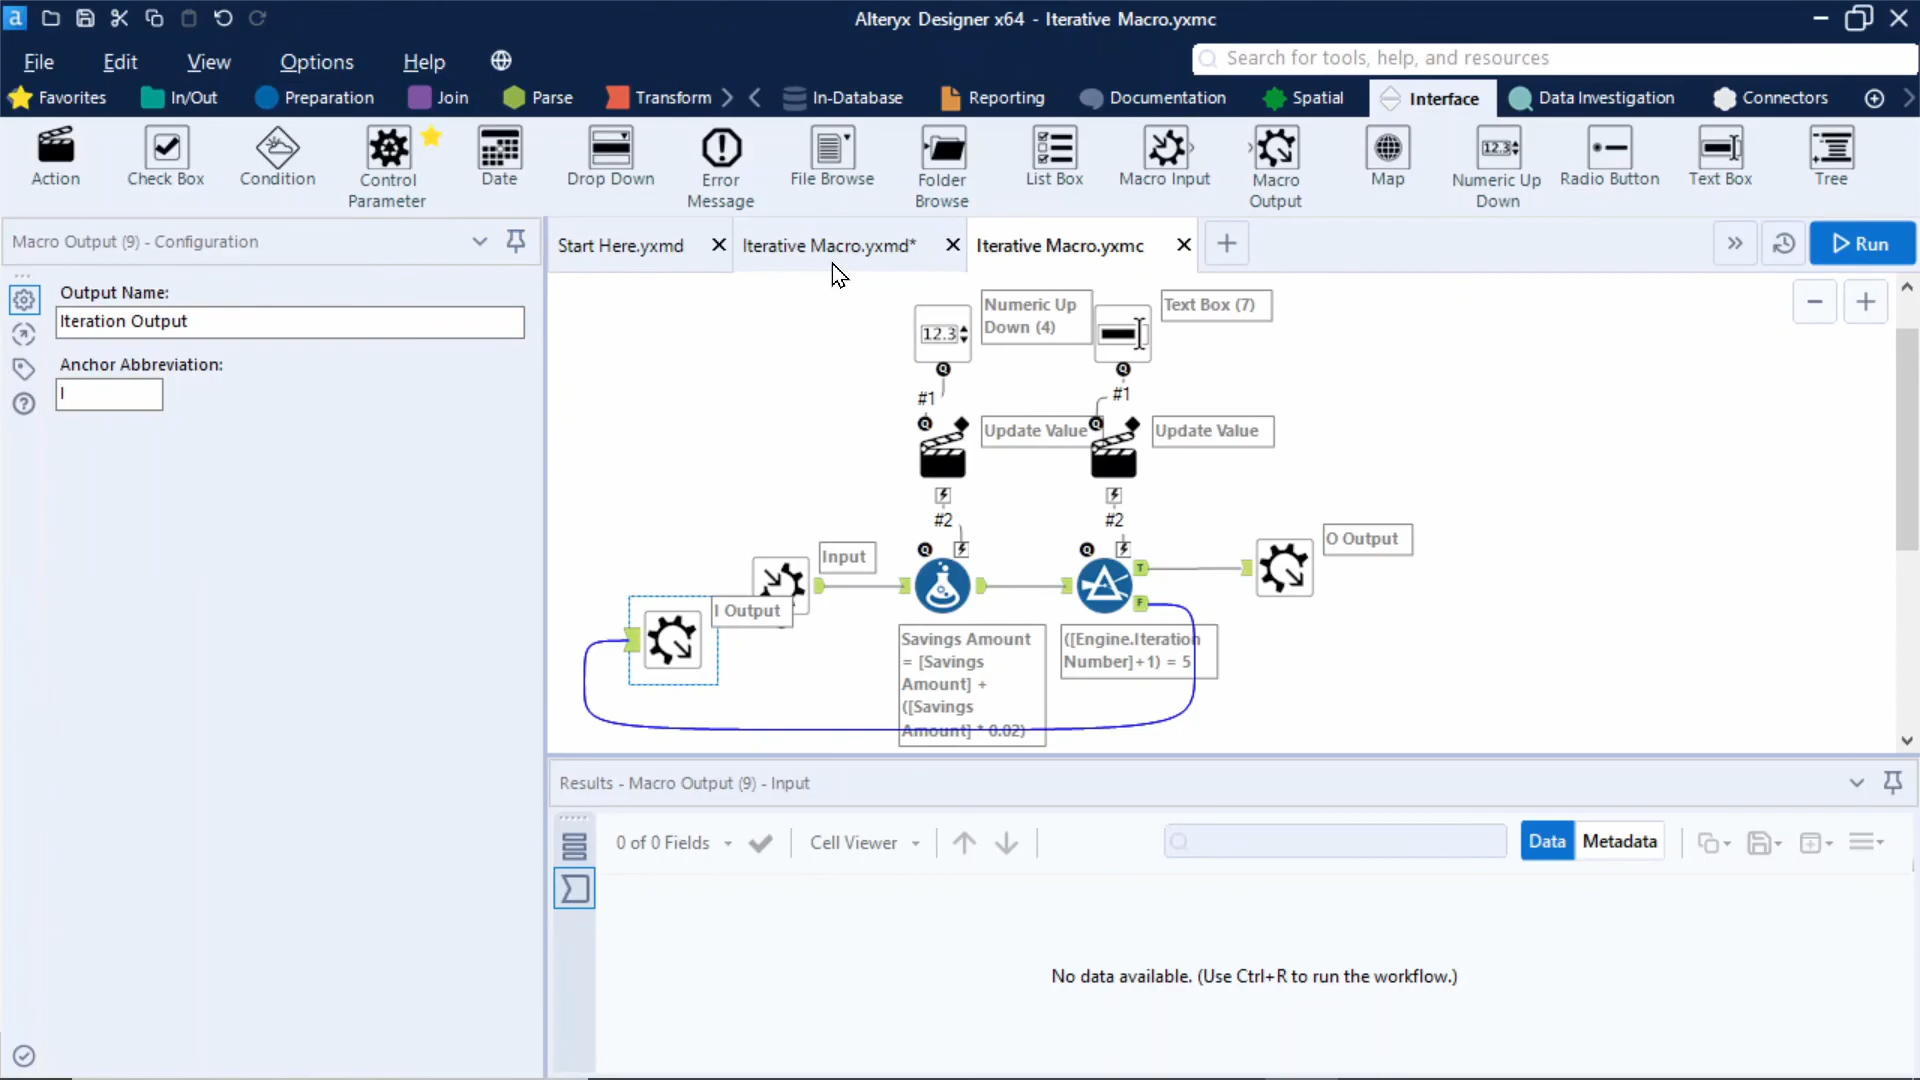 Alteryx Designer x64 - Iterative Macro.yxmc
File
Edit
View
Options
Help
Search for tools, help, and resources
Favorites
In/Out
Preparation
Join
Parse
Transform
In-Database
Reporting
Documentation
Spatial
Interface
Data Investigation
Connectors
Action
Check Box
Condition
Control
Parameter
Date
Drop Down
Error
Message
File Browse
Folder
Browse
List Box
Macro Input
Macro
Output
Map
Numeric Up
Down
Radio Button
Text Box
Tree
Macro Output (9) - Configuration
Output Name:
Iteration Output
Anchor Abbreviation:
I
Start Here.yxmd
Iterative Macro.yxmd*
Iterative Macro.yxmc
Run
12.3
Numeric Up
Down (4)
Text Box (7)
#1
#1
Update Value
Update Value
#2
#2
Input
I Output
O Output
T
F
Savings Amount
= [Savings
Amount] +
([Savings
Amount] * 0.02)
([Engine.Iteration
Number]+1) = 5
Results - Macro Output (9) - Input
0 of 0 Fields
Cell Viewer
Data
Metadata
No data available. (Use Ctrl+R to run the workflow.)